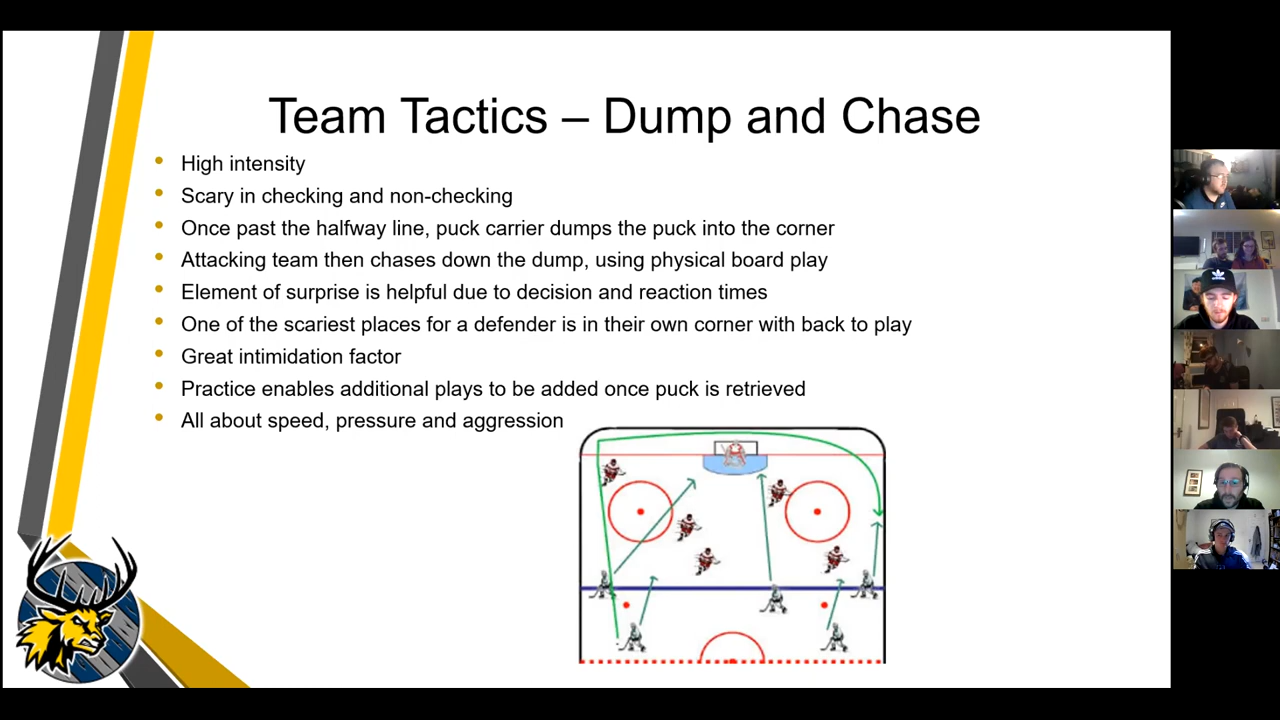 Team Tactics – Dump and Chase
High intensity
Scary in checking and non-checking
Once past the halfway line, puck carrier dumps the puck into the corner
Attacking team then chases down the dump, using physical board play
Element of surprise is helpful due to decision and reaction times
One of the scariest places for a defender is in their own corner with back to play
Great intimidation factor
Practice enables additional plays to be added once puck is retrieved
All about speed, pressure and aggression